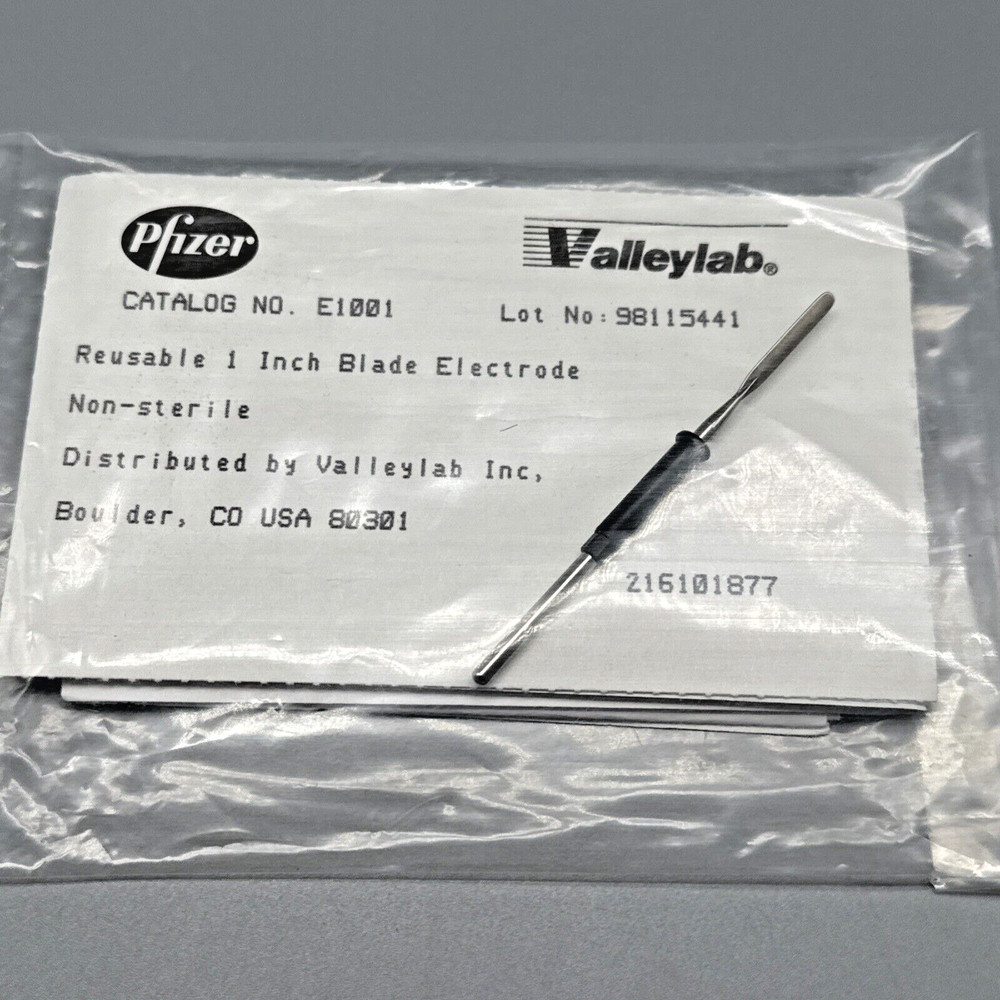 Pfizer
Valleylab®
CATALOG NO. E1001
Lot No: 98115441
Reusable 1 Inch Blade Electrode
Non-sterile
Distributed by Valleylab Inc,
Boulder, CO USA 80301
216101877